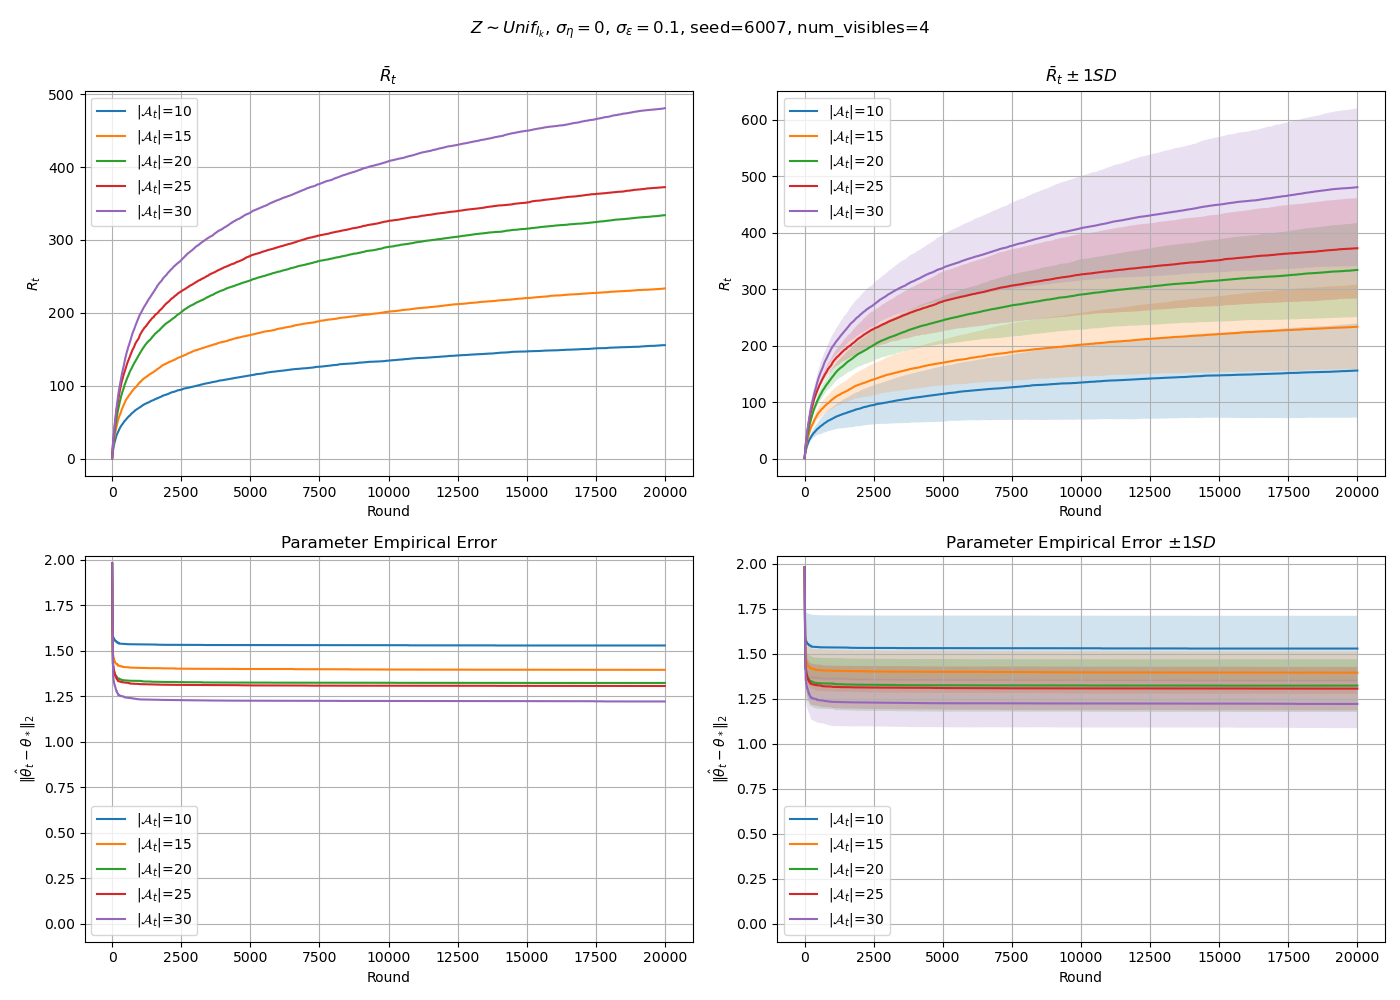 Z ∼ Unif_{I_k}, σ_η = 0, σ_ε = 0.1, seed=6007, num_visibles=4
R̄_t
R_t
500
400
300
200
100
0
|𝒜_t|=10
|𝒜_t|=15
|𝒜_t|=20
|𝒜_t|=25
|𝒜_t|=30
0 2500 5000 7500 10000 12500 15000 17500 20000
Round
R̄_t ± 1SD
R_t
600
500
400
300
200
100
0
|𝒜_t|=10
|𝒜_t|=15
|𝒜_t|=20
|𝒜_t|=25
|𝒜_t|=30
0 2500 5000 7500 10000 12500 15000 17500 20000
Round
Parameter Empirical Error
‖θ̂_t − θ_*‖_2
2.00
1.75
1.50
1.25
1.00
0.75
0.50
0.25
0.00
|𝒜_t|=10
|𝒜_t|=15
|𝒜_t|=20
|𝒜_t|=25
|𝒜_t|=30
0 2500 5000 7500 10000 12500 15000 17500 20000
Round
Parameter Empirical Error ±1SD
‖θ̂_t − θ_*‖_2
2.00
1.75
1.50
1.25
1.00
0.75
0.50
0.25
0.00
|𝒜_t|=10
|𝒜_t|=15
|𝒜_t|=20
|𝒜_t|=25
|𝒜_t|=30
0 2500 5000 7500 10000 12500 15000 17500 20000
Round